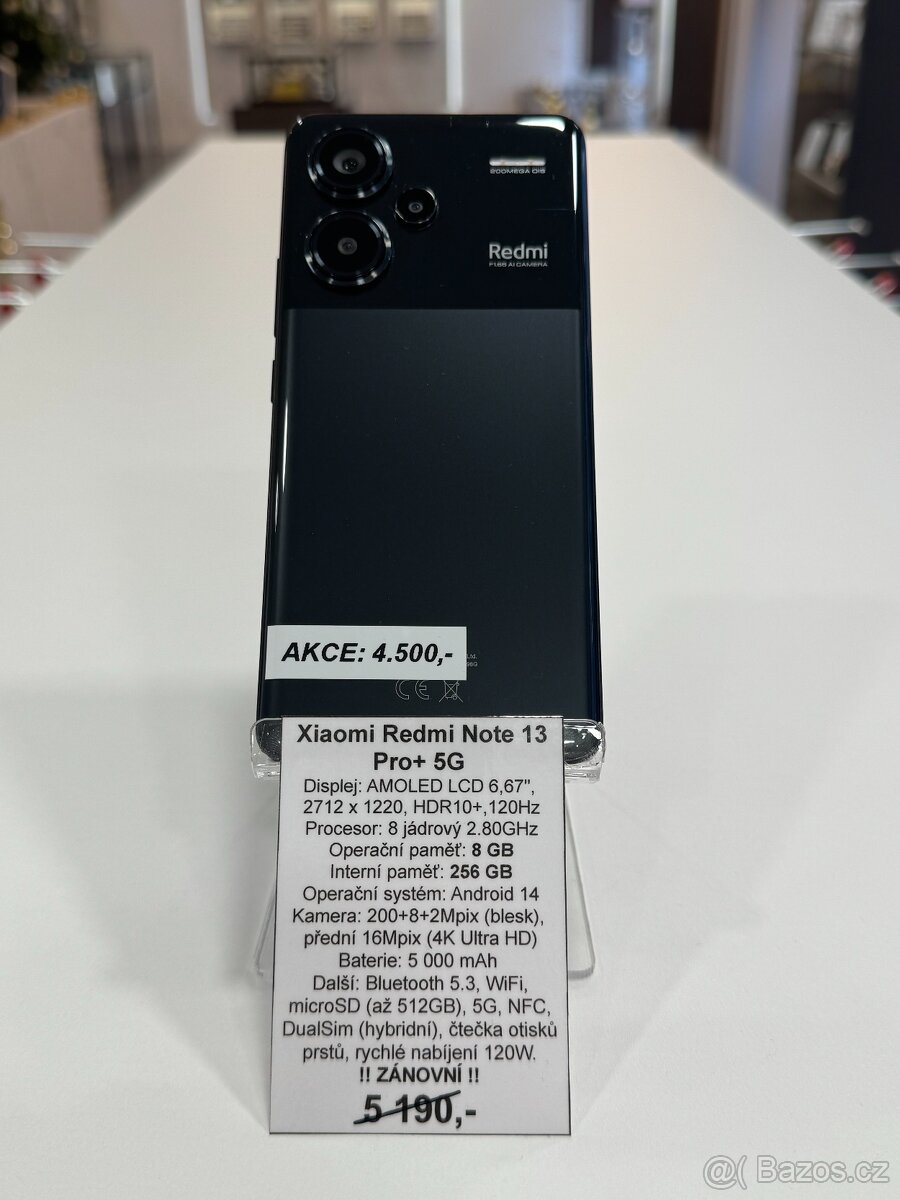 200MEGA OIS
Redmi
F1.65 AI CAMERA
AKCE: 4.500,-
Ltd.
CE
Xiaomi Redmi Note 13
Pro+ 5G
Displej: AMOLED LCD 6,67",
2712 x 1220, HDR10+,120Hz
Procesor: 8 jádrový 2.80GHz
Operační paměť: 8 GB
Interní paměť: 256 GB
Operační systém: Android 14
Kamera: 200+8+2Mpix (blesk),
přední 16Mpix (4K Ultra HD)
Baterie: 5 000 mAh
Další: Bluetooth 5.3, WiFi,
microSD (až 512GB), 5G, NFC,
DualSim (hybridní), čtečka otisků
prstů, rychlé nabíjení 120W.
!! ZÁNOVNÍ !!
5 190,-
@( Bazos.cz